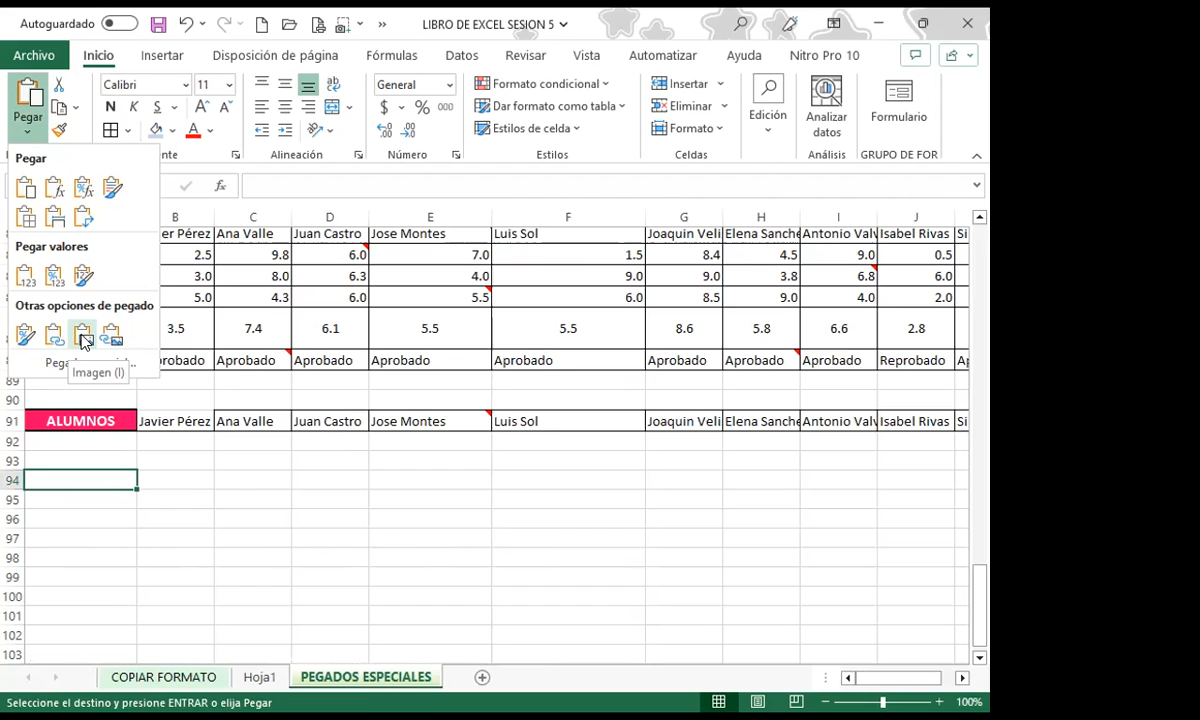 Autoguardado
LIBRO DE EXCEL SESION 5
Archivo Inicio Insertar Disposición de página Fórmulas Datos Revisar Vista Automatizar Ayuda Nitro Pro 10
Pegar
Calibri 11
N K S
General
$ % 000
Formato condicional
Dar formato como tabla
Estilos de celda
Insertar
Eliminar
Formato
Edición
Analizar datos
Formulario
nte Alineación Número Estilos Celdas Análisis GRUPO DE FOR
Pegar
Pegar valores
Otras opciones de pegado
Imagen (I)
fx
B C D E F G H I J
er Pérez Ana Valle Juan Castro Jose Montes Luis Sol Joaquin Veli Elena Sanche Antonio Valv Isabel Rivas Si
2.5 9.8 6.0 7.0 1.5 8.4 4.5 9.0 0.5
3.0 8.0 6.3 4.0 9.0 9.0 3.8 6.8 6.0
5.0 4.3 6.0 5.5 6.0 8.5 9.0 4.0 2.0
3.5 7.4 6.1 5.5 5.5 8.6 5.8 6.6 2.8
probado Aprobado Aprobado Aprobado Aprobado Aprobado Aprobado Aprobado Reprobado Ap
89
90
91 ALUMNOS Javier Pérez Ana Valle Juan Castro Jose Montes Luis Sol Joaquin Veli Elena Sanche Antonio Valv Isabel Rivas Si
92
93
94
95
96
97
98
99
100
101
102
103
COPIAR FORMATO Hoja1 PEGADOS ESPECIALES
Seleccione el destino y presione ENTRAR o elija Pegar 100%